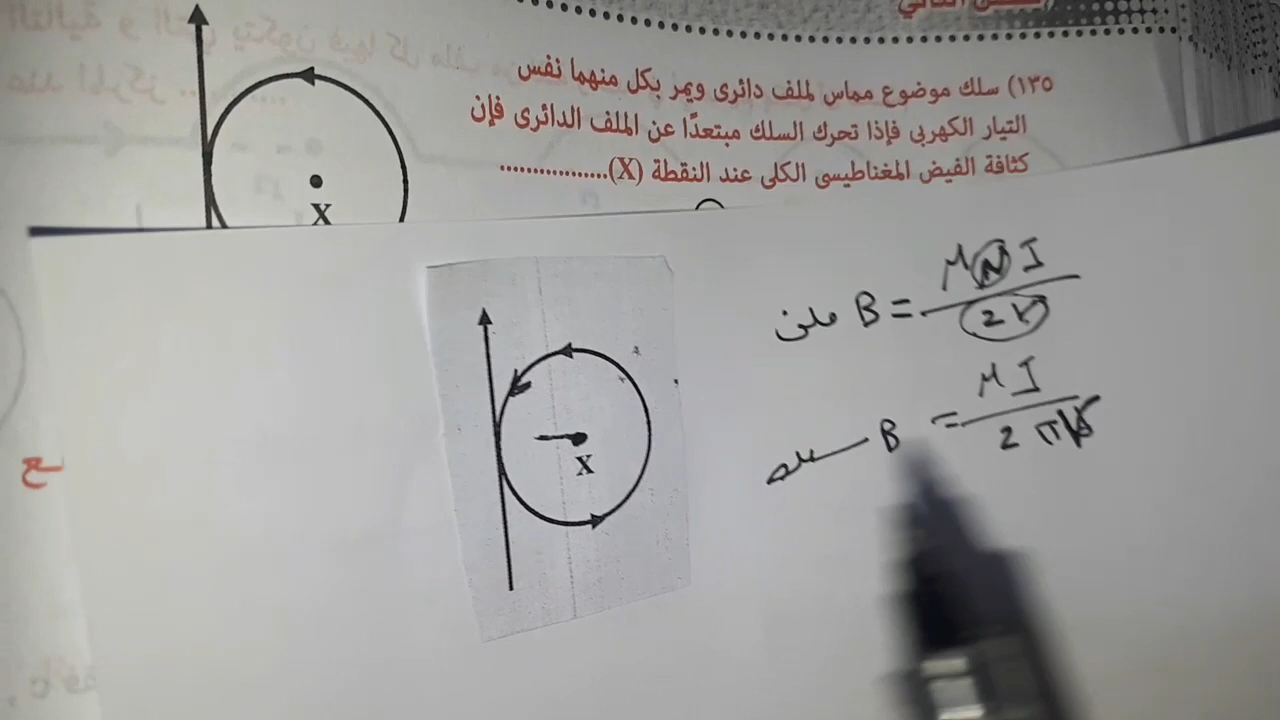 ١٣٥) سلك موضوع مماس لملف دائرى ويمر بكل منهما نفس
التيار الكهربى فإذا تحرك السلك مبتعدًا عن الملف الدائرى فإن
كثافة الفيض المغناطيسى الكلى عند النقطة (X)..................
X
X
ملف B = μNI / 2r
سلك B = μI / 2π